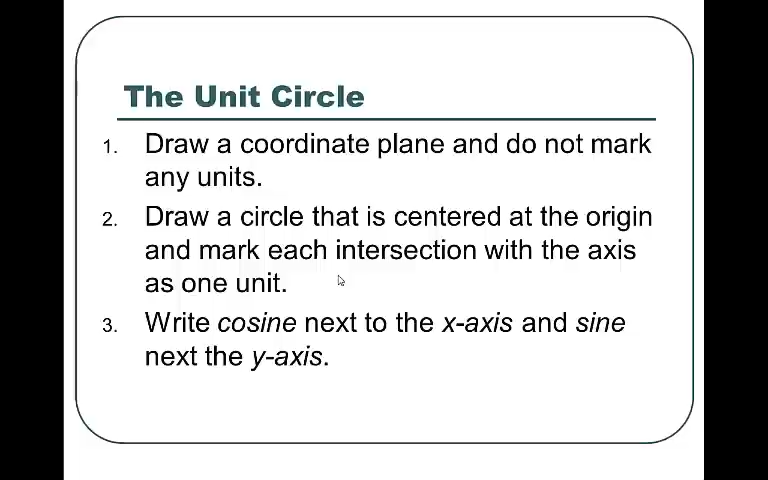 The Unit Circle
1. Draw a coordinate plane and do not mark
any units.
2. Draw a circle that is centered at the origin
and mark each intersection with the axis
as one unit.
3. Write cosine next to the x-axis and sine
next the y-axis.